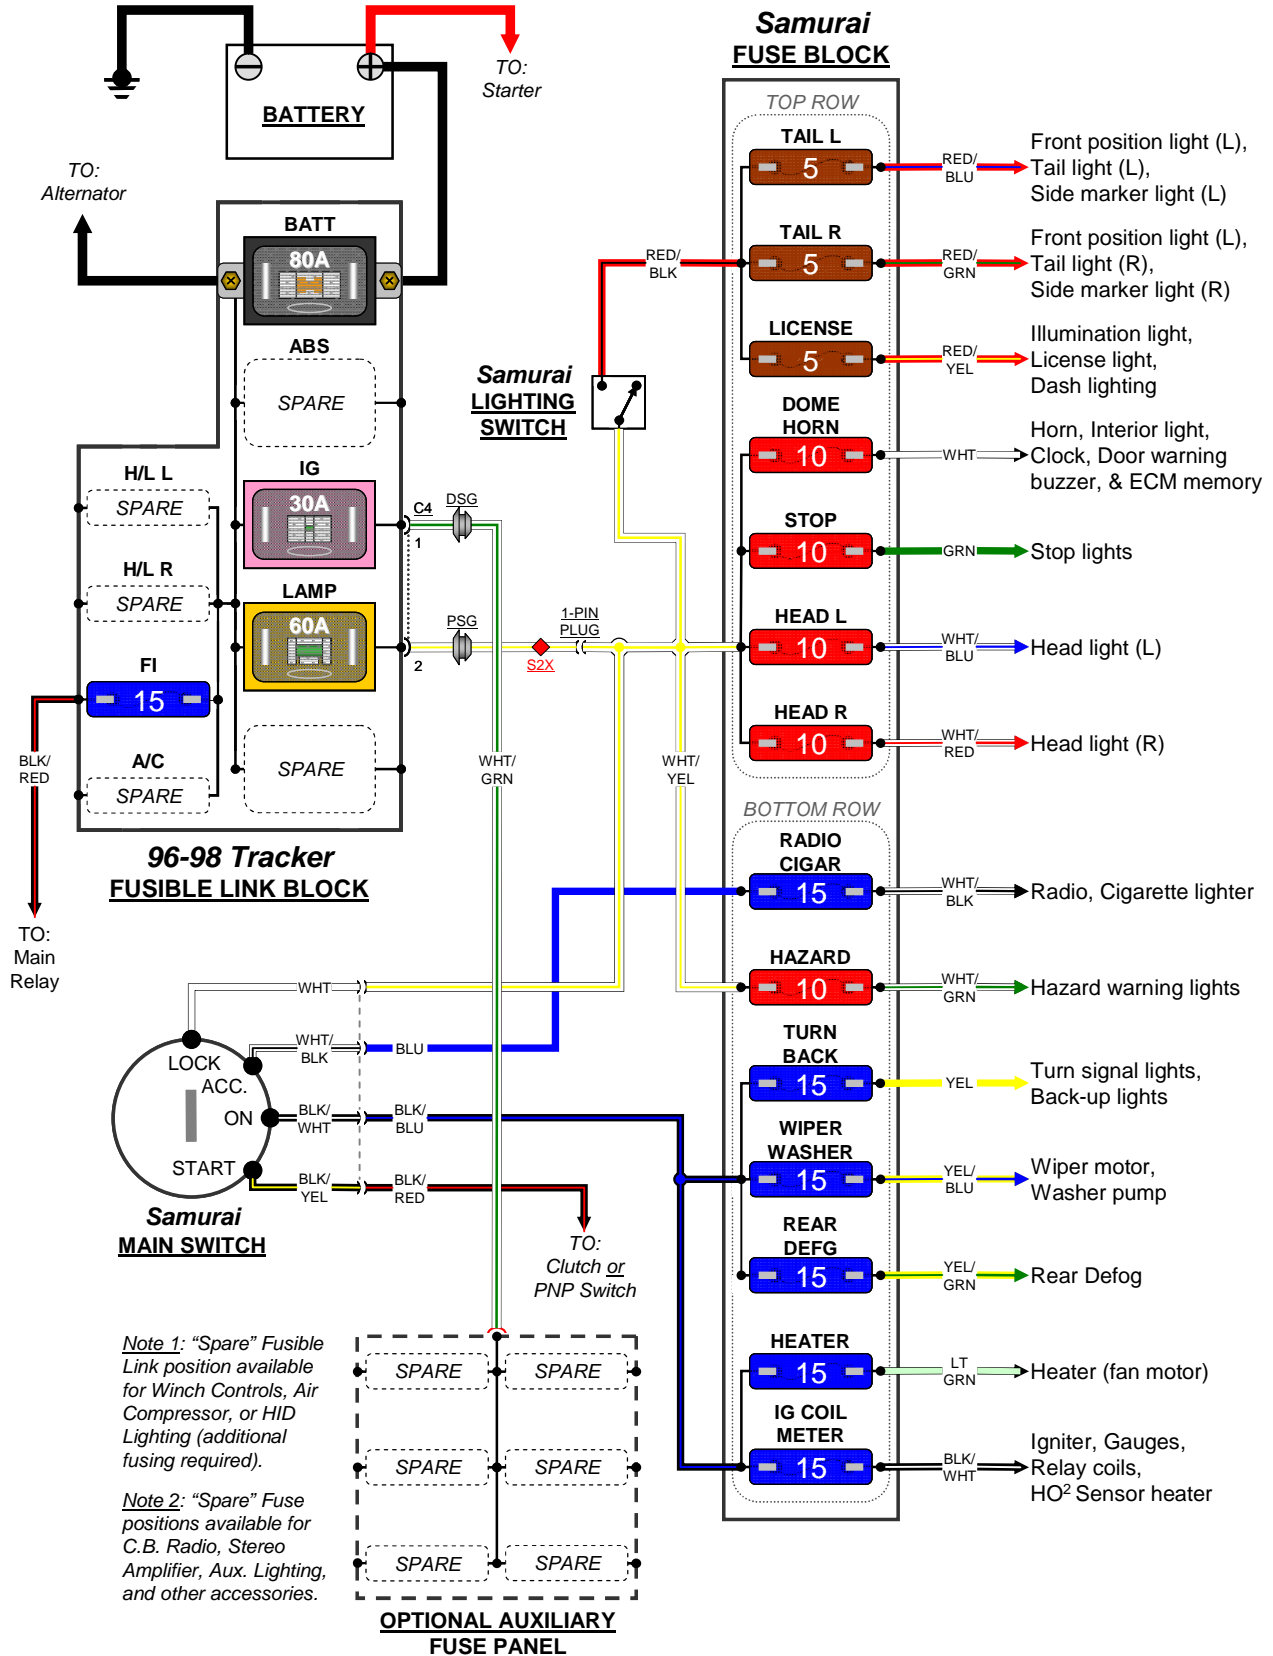 Samurai
FUSE BLOCK
TO:
Starter
BATTERY
TO:
Alternator
BATT
80A
ABS
SPARE
H/L L
SPARE
IG
30A
C4
1
DSG
H/L R
SPARE
LAMP
60A
2
PSG
S2X
1-PIN
PLUG
FI
15
BLK/
RED
A/C
SPARE
SPARE
WHT/
GRN
WHT/
YEL
96-98 Tracker
FUSIBLE LINK BLOCK
TO:
Main
Relay
RED/
BLK
Samurai
LIGHTING
SWITCH
TOP ROW
TAIL L
5
RED/
BLU
Front position light (L),
Tail light (L),
Side marker light (L)
TAIL R
5
RED/
GRN
Front position light (L),
Tail light (R),
Side marker light (R)
LICENSE
5
RED/
YEL
Illumination light,
License light,
Dash lighting
DOME
HORN
10
WHT
Horn, Interior light,
Clock, Door warning
buzzer, & ECM memory
STOP
10
GRN
Stop lights
HEAD L
10
WHT/
BLU
Head light (L)
HEAD R
10
WHT/
RED
Head light (R)
BOTTOM ROW
RADIO
CIGAR
15
WHT/
BLK
Radio, Cigarette lighter
HAZARD
10
WHT/
GRN
Hazard warning lights
TURN
BACK
15
YEL
Turn signal lights,
Back-up lights
WIPER
WASHER
15
YEL/
BLU
Wiper motor,
Washer pump
REAR
DEFG
15
YEL/
GRN
Rear Defog
HEATER
15
LT
GRN
Heater (fan motor)
IG COIL
METER
15
BLK/
WHT
Igniter, Gauges,
Relay coils,
HO² Sensor heater
WHT
LOCK
ACC.
ON
START
WHT/
BLK
BLU
BLK/
WHT
BLK/
BLU
BLK/
YEL
BLK/
RED
Samurai
MAIN SWITCH
TO:
Clutch or
PNP Switch
Note 1: “Spare” Fusible
Link position available
for Winch Controls, Air
Compressor, or HID
Lighting (additional
fusing required).
Note 2: “Spare” Fuse
positions available for
C.B. Radio, Stereo
Amplifier, Aux. Lighting,
and other accessories.
SPARE
SPARE
SPARE
SPARE
SPARE
SPARE
OPTIONAL AUXILIARY
FUSE PANEL